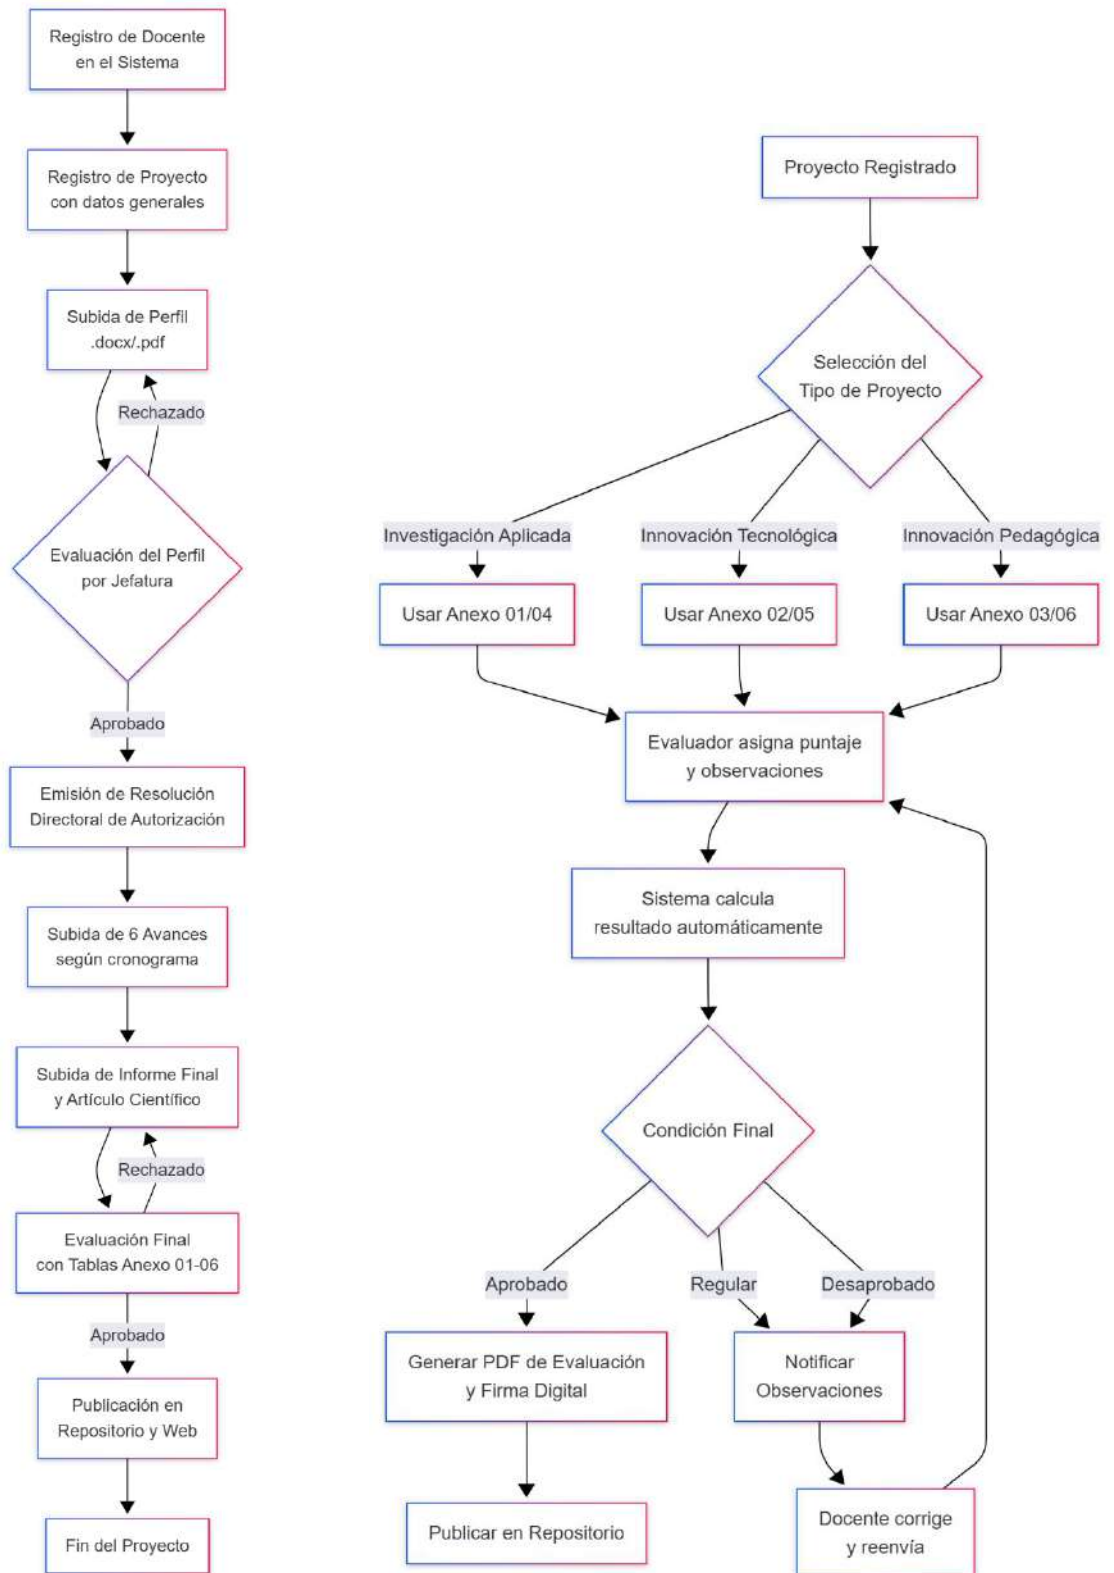 Registro de Docente
en el Sistema
Registro de Proyecto
con datos generales
Subida de Perfil
.docx/.pdf
Rechazado
Evaluación del Perfil
por Jefatura
Aprobado
Emisión de Resolución
Directoral de Autorización
Subida de 6 Avances
según cronograma
Subida de Informe Final
y Artículo Científico
Rechazado
Evaluación Final
con Tablas Anexo 01-06
Aprobado
Publicación en
Repositorio y Web
Fin del Proyecto
Proyecto Registrado
Selección del
Tipo de Proyecto
Investigación Aplicada
Innovación Tecnológica
Innovación Pedagógica
Usar Anexo 01/04
Usar Anexo 02/05
Usar Anexo 03/06
Evaluador asigna puntaje
y observaciones
Sistema calcula
resultado automáticamente
Condición Final
Aprobado
Regular
Desaprobado
Generar PDF de Evaluación
y Firma Digital
Notificar
Observaciones
Publicar en Repositorio
Docente corrige
y reenvía